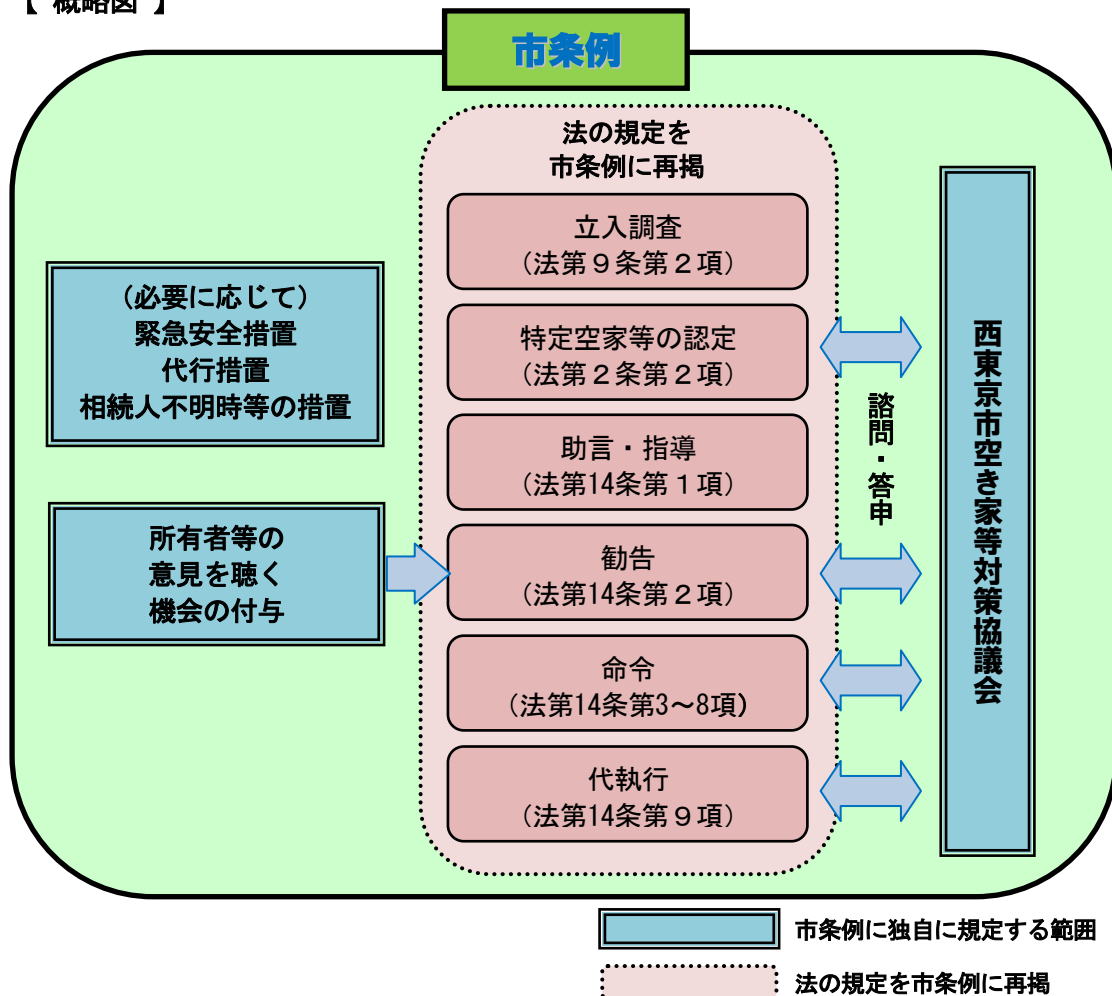 【 概略図 】
市条例
法の規定を
市条例に再掲
立入調査
(法第９条第２項)
(必要に応じて)
緊急安全措置
代行措置
相続人不明時等の措置
特定空家等の認定
(法第２条第２項)
助言・指導
(法第14条第１項)
諮問・答申
西東京市空き家等対策協議会
所有者等の
意見を聴く
機会の付与
勧告
(法第14条第２項)
命令
(法第14条第3～8項)
代執行
(法第14条第９項)
市条例に独自に規定する範囲
法の規定を市条例に再掲